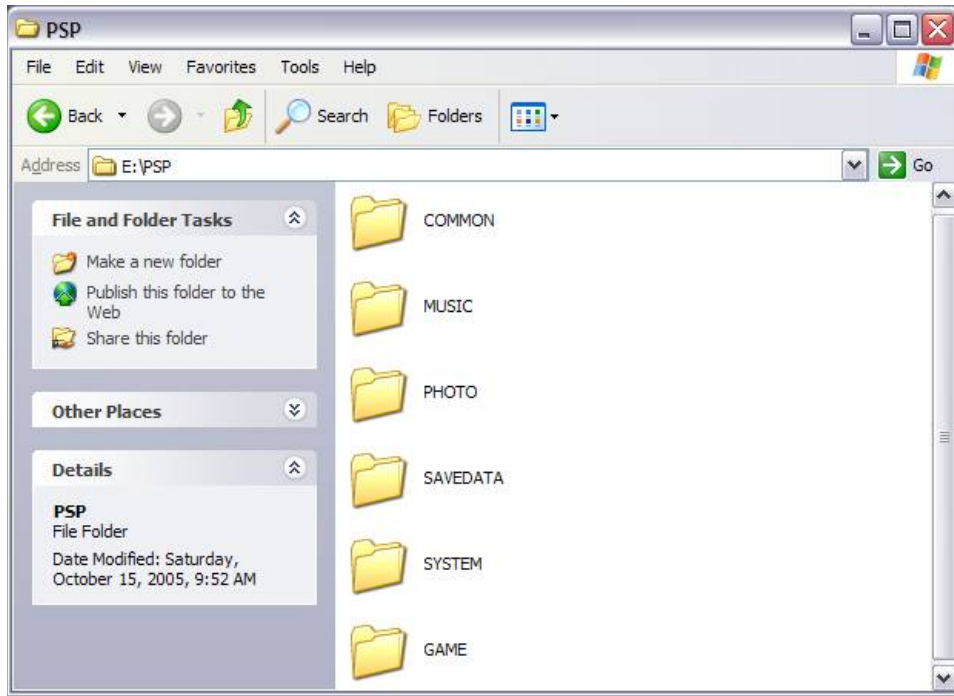 PSP
File Edit View Favorites Tools Help
Back Search Folders
Address E:\PSP Go
File and Folder Tasks
Make a new folder
Publish this folder to the
Web
Share this folder
Other Places
Details
PSP
File Folder
Date Modified: Saturday,
October 15, 2005, 9:52 AM
COMMON
MUSIC
PHOTO
SAVEDATA
SYSTEM
GAME